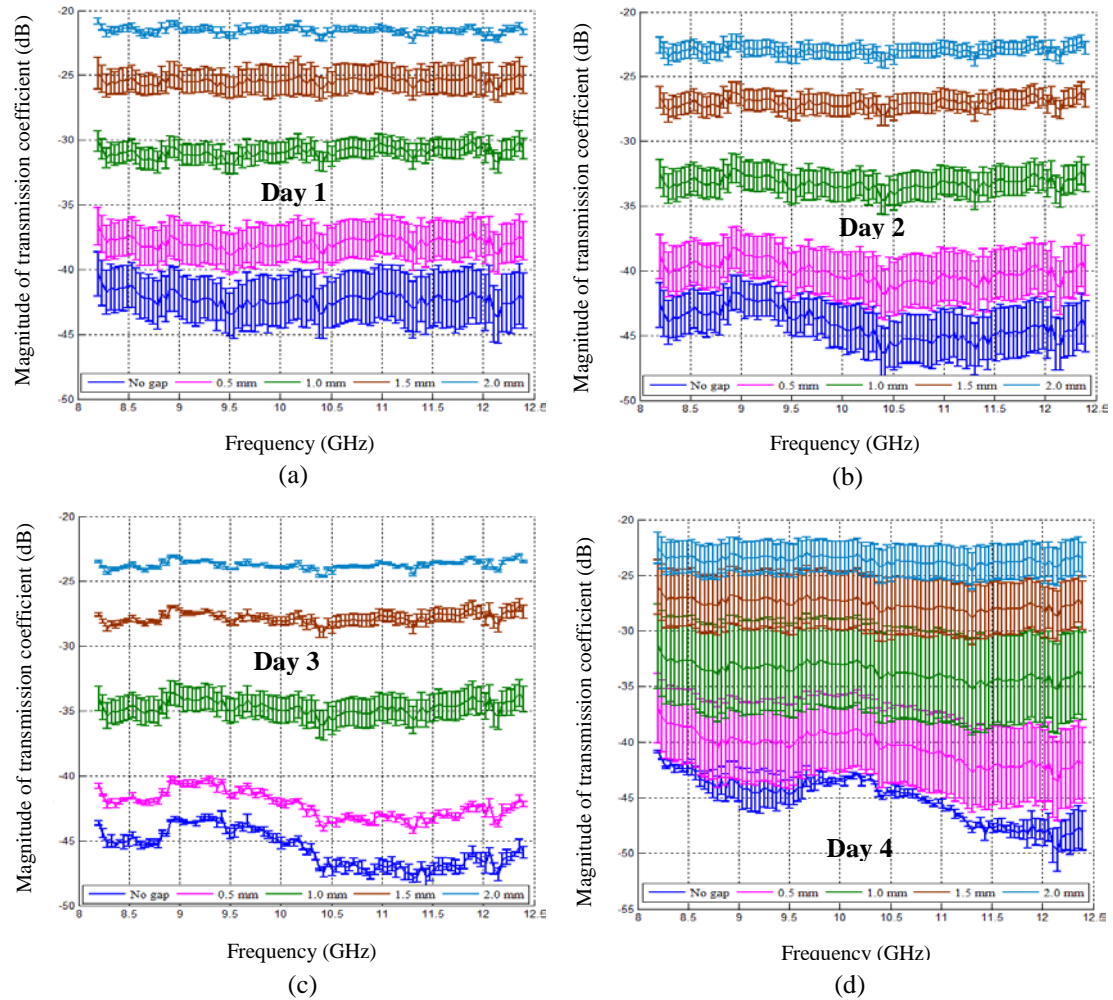 Magnitude of transmission coefficient (dB)
-20
-25
-30
-35
-40
-45
-50
Day 1
No gap 0.5 mm 1.0 mm 1.5 mm 2.0 mm
8 8.5 9 9.5 10 10.5 11 11.5 12 12.5
Frequency (GHz)
(a)
Magnitude of transmission coefficient (dB)
-20
-25
-30
-35
-40
-45
-50
Day 2
No gap 0.5 mm 1.0 mm 1.5 mm 2.0 mm
8 8.5 9 9.5 10 10.5 11 11.5 12 12.5
Frequency (GHz)
(b)
Magnitude of transmission coefficient (dB)
-20
-25
-30
-35
-40
-45
-50
Day 3
No gap 0.5 mm 1.0 mm 1.5 mm 2.0 mm
8 8.5 9 9.5 10 10.5 11 11.5 12 12.5
Frequency (GHz)
(c)
Magnitude of transmission coefficient (dB)
-20
-25
-30
-35
-40
-45
-50
-55
Day 4
No gap 0.5 mm 1.0 mm 1.5 mm 2.0 mm
8 8.5 9 9.5 10 10.5 11 11.5 12 12.5
Frequency (GHz)
(d)